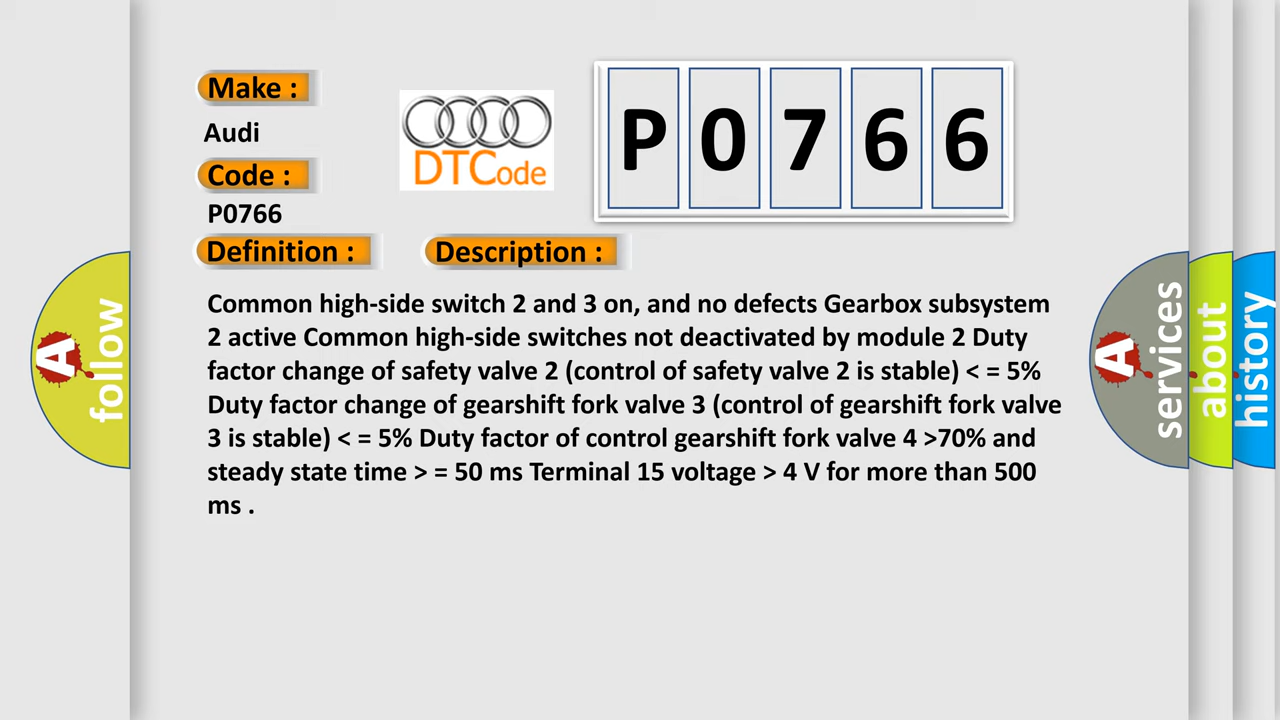 Make :
Audi
Code :
P0766
DTCode
P0766
Definition :
Description :
Common high-side switch 2 and 3 on, and no defects Gearbox subsystem
2 active Common high-side switches not deactivated by module 2 Duty
factor change of safety valve 2 (control of safety valve 2 is stable) < = 5%
Duty factor change of gearshift fork valve 3 (control of gearshift fork valve
3 is stable) < = 5% Duty factor of control gearshift fork valve 4 >70% and
steady state time > = 50 ms Terminal 15 voltage > 4 V for more than 500
ms .
A
follow
A
services
about
history